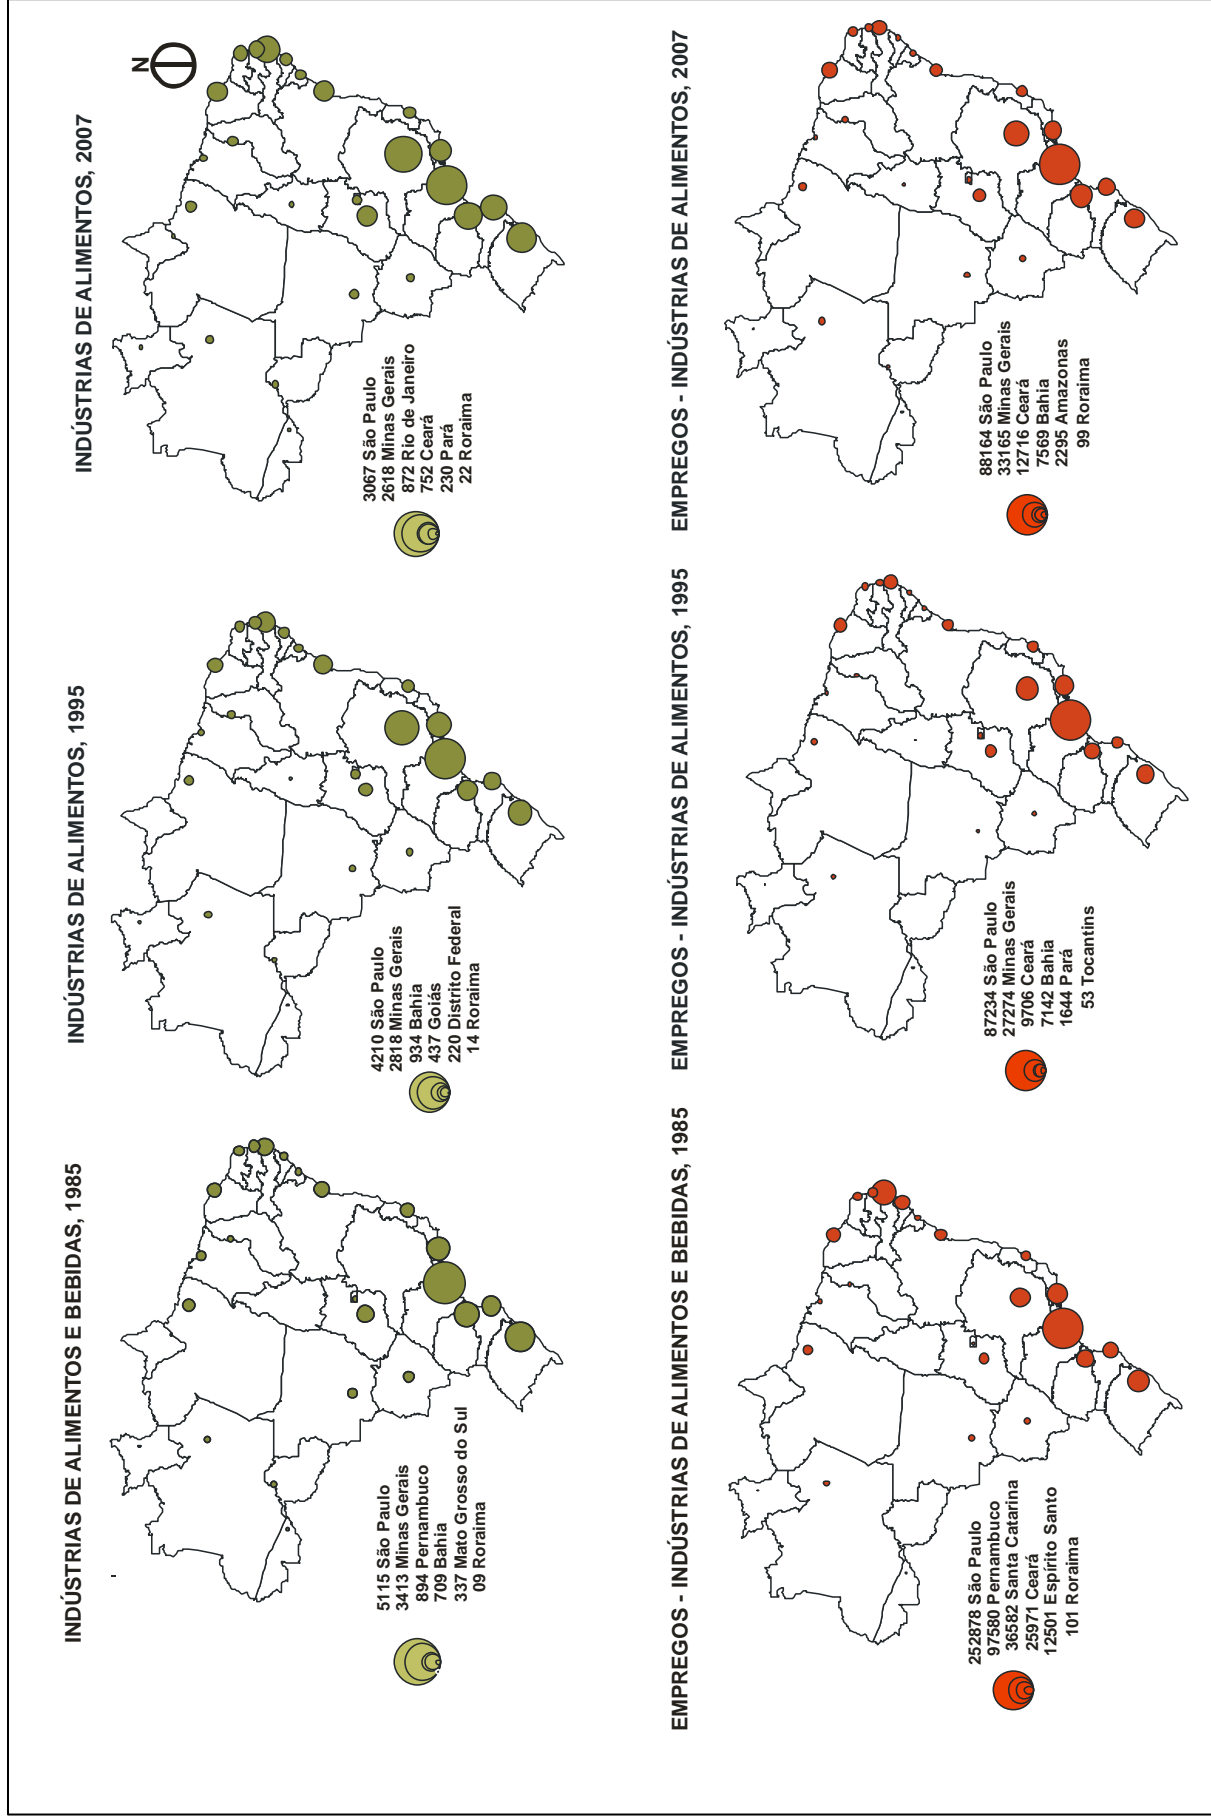 INDÚSTRIAS DE ALIMENTOS E BEBIDAS, 1985
5115 São Paulo
3413 Minas Gerais
894 Pernambuco
709 Bahia
337 Mato Grosso do Sul
09 Roraima
INDÚSTRIAS DE ALIMENTOS, 1995
4210 São Paulo
2818 Minas Gerais
934 Bahia
437 Goiás
220 Distrito Federal
14 Roraima
INDÚSTRIAS DE ALIMENTOS, 2007
N
3067 São Paulo
2618 Minas Gerais
872 Rio de Janeiro
752 Ceará
230 Pará
22 Roraima
EMPREGOS - INDÚSTRIAS DE ALIMENTOS E BEBIDAS, 1985
252878 São Paulo
97580 Pernambuco
36582 Santa Catarina
25971 Ceará
12501 Espírito Santo
101 Roraima
EMPREGOS - INDÚSTRIAS DE ALIMENTOS, 1995
87234 São Paulo
27274 Minas Gerais
9706 Ceará
7142 Bahia
1644 Pará
53 Tocantins
EMPREGOS - INDÚSTRIAS DE ALIMENTOS, 2007
88164 São Paulo
33165 Minas Gerais
12716 Ceará
7569 Bahia
2295 Amazonas
99 Roraima